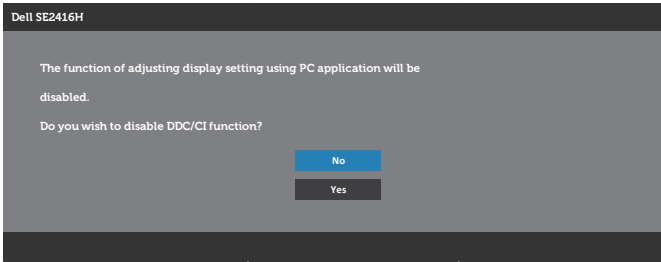 Dell SE2416H
The function of adjusting display setting using PC application will be
disabled.
Do you wish to disable DDC/CI function?
No
Yes